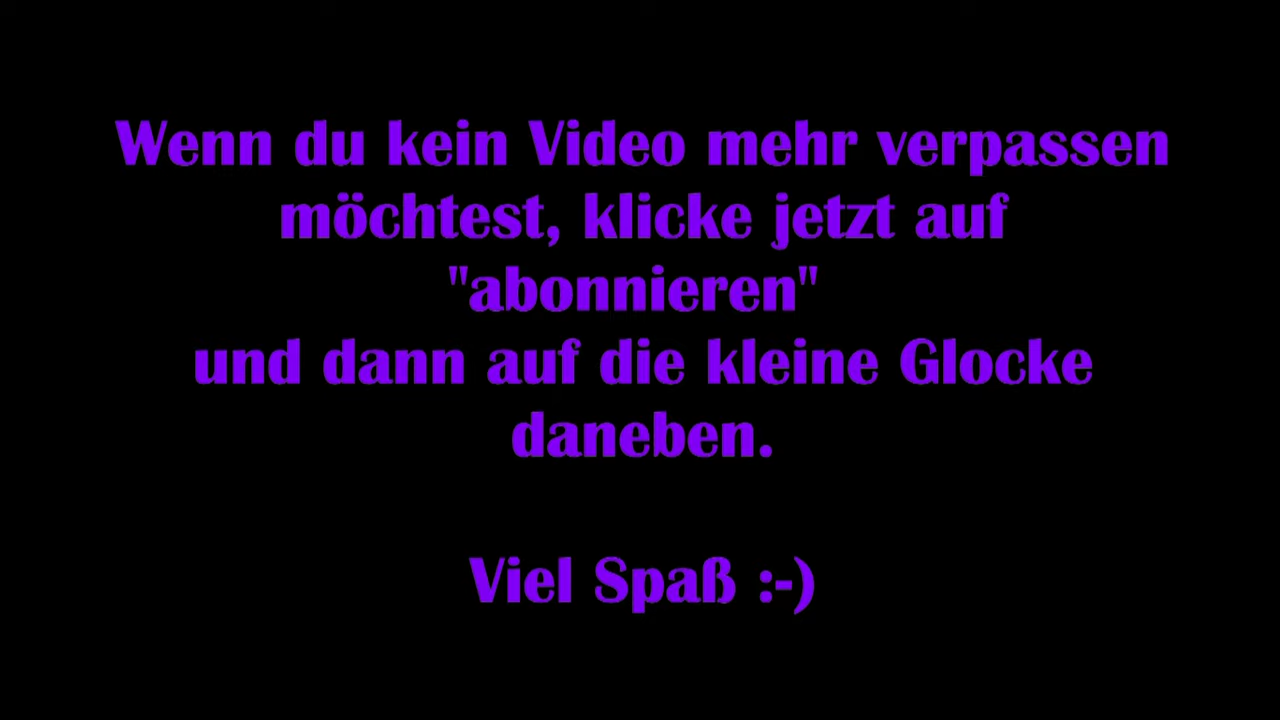 Wenn du kein Video mehr verpassen
möchtest, klicke jetzt auf
"abonnieren"
und dann auf die kleine Glocke
daneben.
Viel Spaß :-)